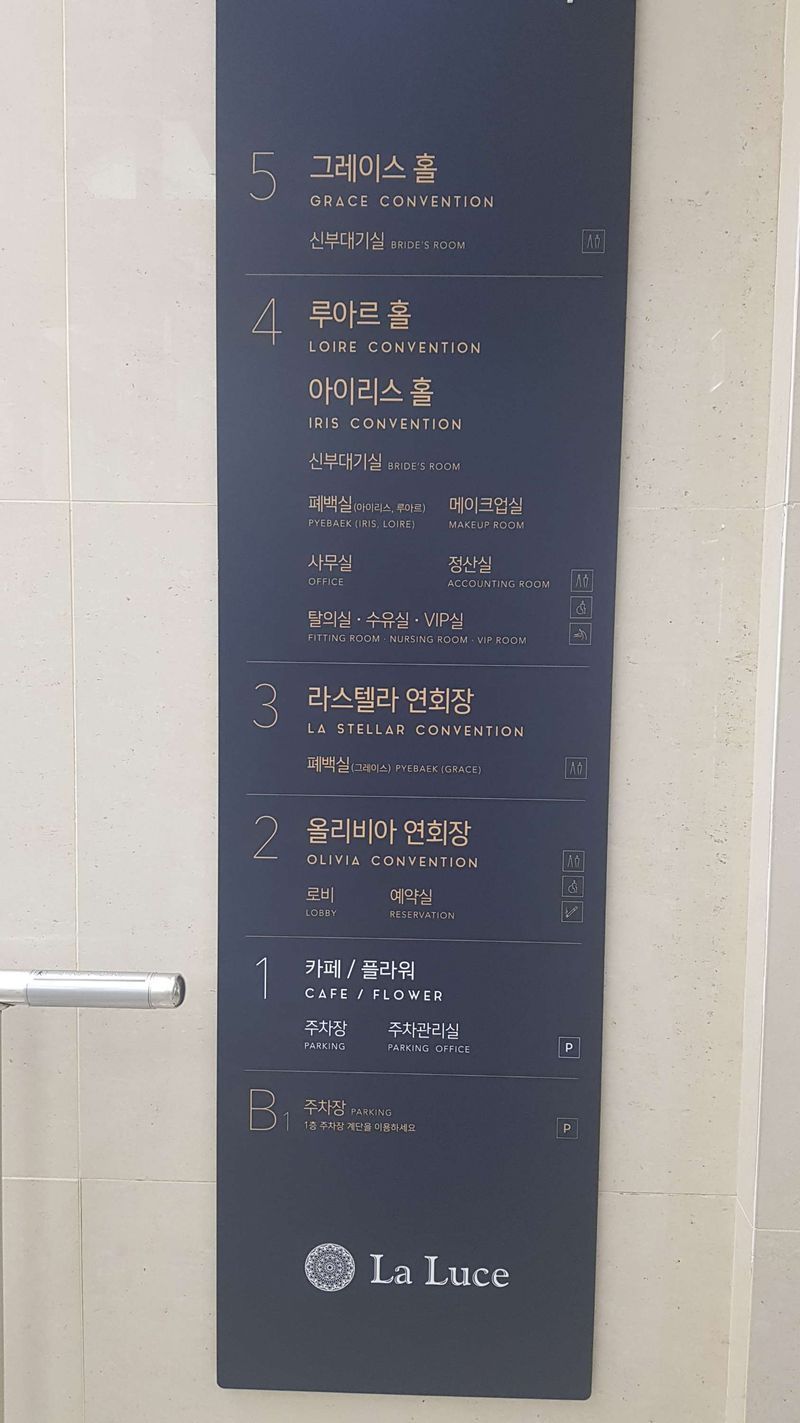 5 그레이스 홀
GRACE CONVENTION
신부대기실 BRIDE'S ROOM
4 루아르 홀
LOIRE CONVENTION
아이리스 홀
IRIS CONVENTION
신부대기실 BRIDE'S ROOM
폐백실(아이리스, 루아르) 메이크업실
PYEBAEK (IRIS, LOIRE) MAKEUP ROOM
사무실 정산실
OFFICE ACCOUNTING ROOM
탈의실 · 수유실 · VIP실
FITTING ROOM · NURSING ROOM · VIP ROOM
3 라스텔라 연회장
LA STELLAR CONVENTION
폐백실(그레이스) PYEBAEK (GRACE)
2 올리비아 연회장
OLIVIA CONVENTION
로비 예약실
LOBBY RESERVATION
1 카페 / 플라워
CAFE / FLOWER
주차장 주차관리실
PARKING PARKING OFFICE
P
B1 주차장 PARKING
1층 주차장 계단을 이용하세요
P
La Luce